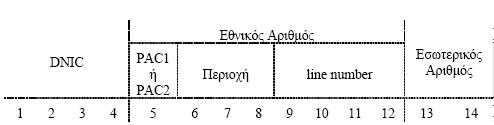 Εθνικός Αριθμός
DNIC
PAC1
ή
PAC2
Περιοχή
line number
Εσωτερικός
Αριθμός
1 2 3 4 5 6 7 8 9 10 11 12 13 14